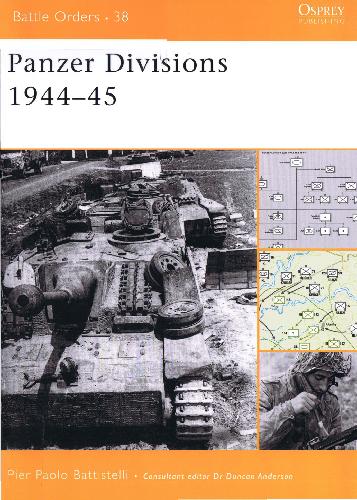 Battle Orders • 38
OSPREY
PUBLISHING
Panzer Divisions
1944–45
Pier Paolo Battistelli • Consultant editor Dr Duncan Anderson